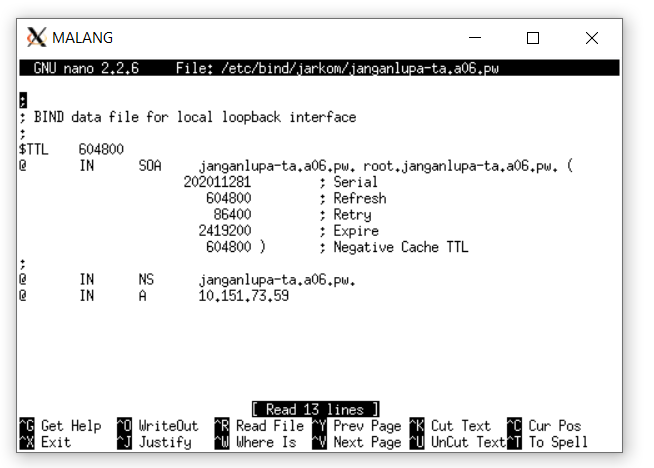 MALANG
GNU nano 2.2.6 File: /etc/bind/jarkom/janganlupa-ta.a06.pw
;
; BIND data file for local loopback interface
;
$TTL 604800
@ IN SOA janganlupa-ta.a06.pw. root.janganlupa-ta.a06.pw. (
202011281 ; Serial
604800 ; Refresh
86400 ; Retry
2419200 ; Expire
604800 ) ; Negative Cache TTL
;
@ IN NS janganlupa-ta.a06.pw.
@ IN A 10.151.73.59
[ Read 13 lines ]
^G Get Help ^O WriteOut ^R Read File ^Y Prev Page ^K Cut Text ^C Cur Pos
^X Exit ^J Justify ^W Where Is ^V Next Page ^U UnCut Text ^T To Spell